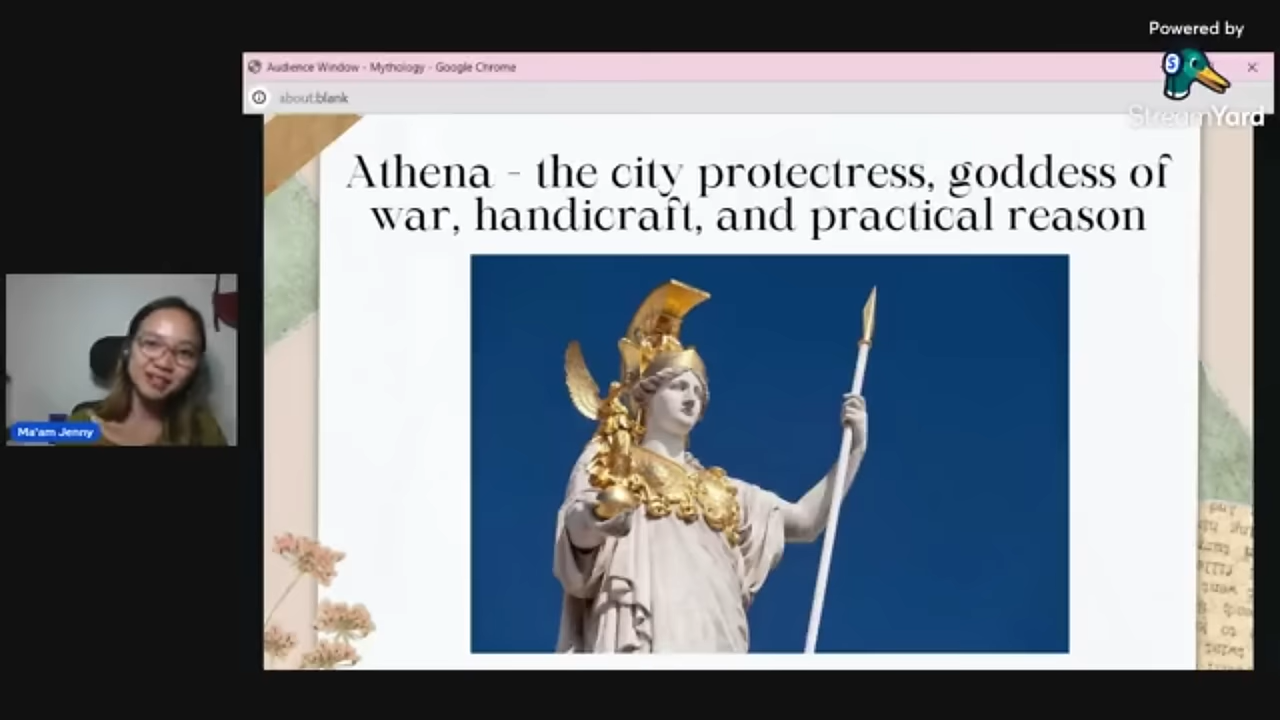 Powered by
StreamYard
Audience Window - Mythology - Google Chrome
about:blank
Athena - the city protectress, goddess of
war, handicraft, and practical reason
Ma'am Jenny